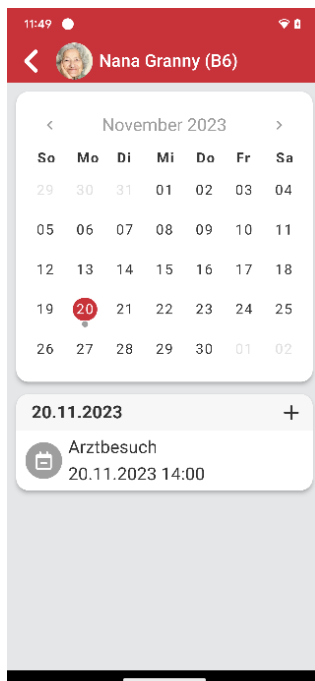 11:49
Nana Granny (B6)
November 2023
So Mo Di Mi Do Fr Sa
29 30 31 01 02 03 04
05 06 07 08 09 10 11
12 13 14 15 16 17 18
19 20 21 22 23 24 25
26 27 28 29 30 01 02
20.11.2023
Arztbesuch
20.11.2023 14:00